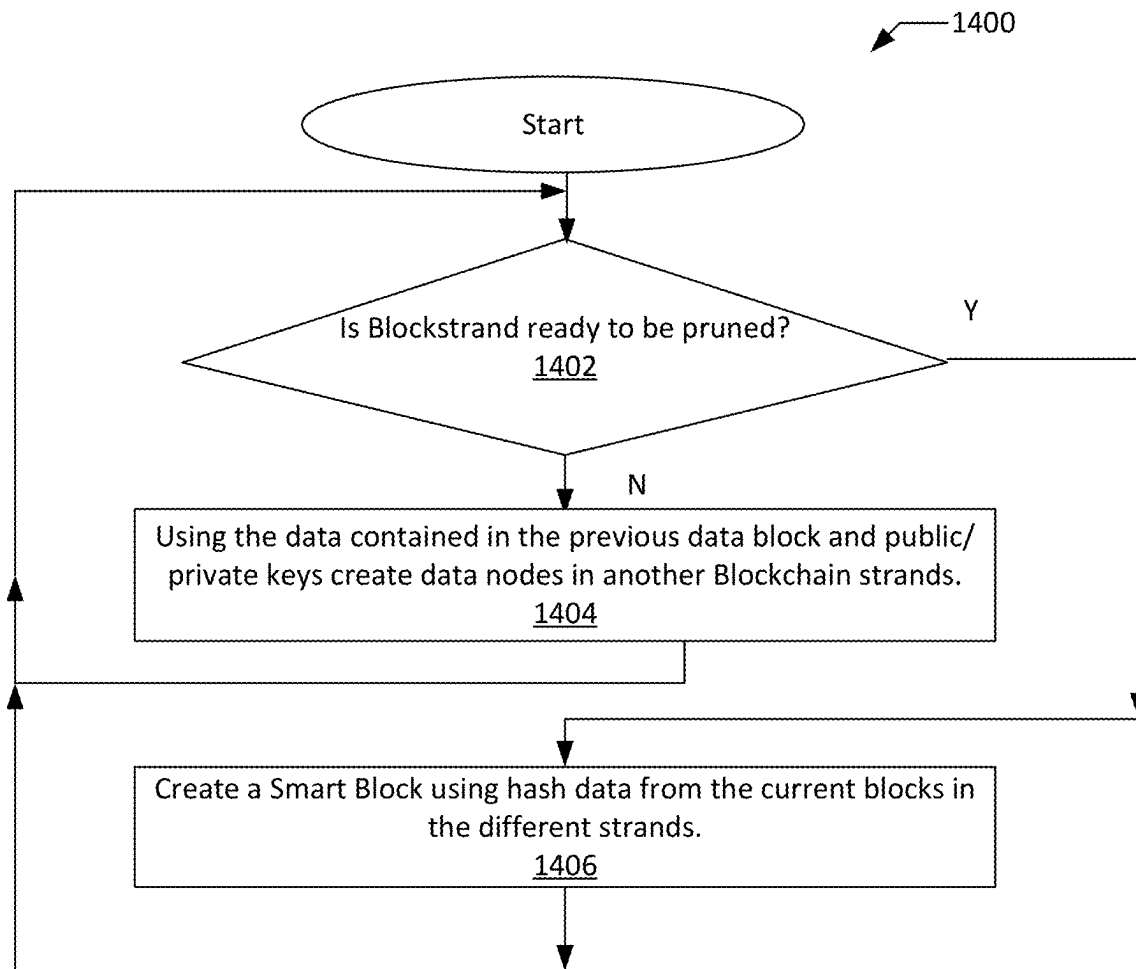 1400
Start
Is Blockstrand ready to be pruned?
1402
Y
N
Using the data contained in the previous data block and public/
private keys create data nodes in another Blockchain strands.
1404
Create a Smart Block using hash data from the current blocks in
the different strands.
1406